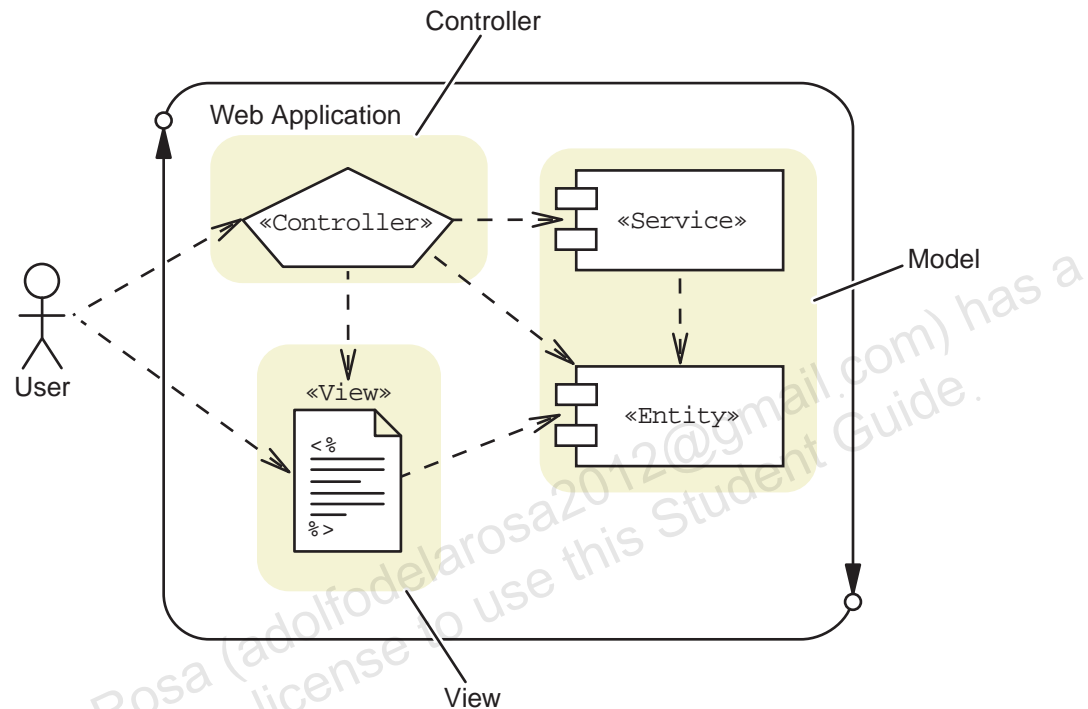 Controller
Web Application
«Controller»
«Service»
Model
User
«View»
<%
%>
«Entity»
View
Rosa (adolfodelarosa2012@gmail.com) has a
license to use this Student Guide.